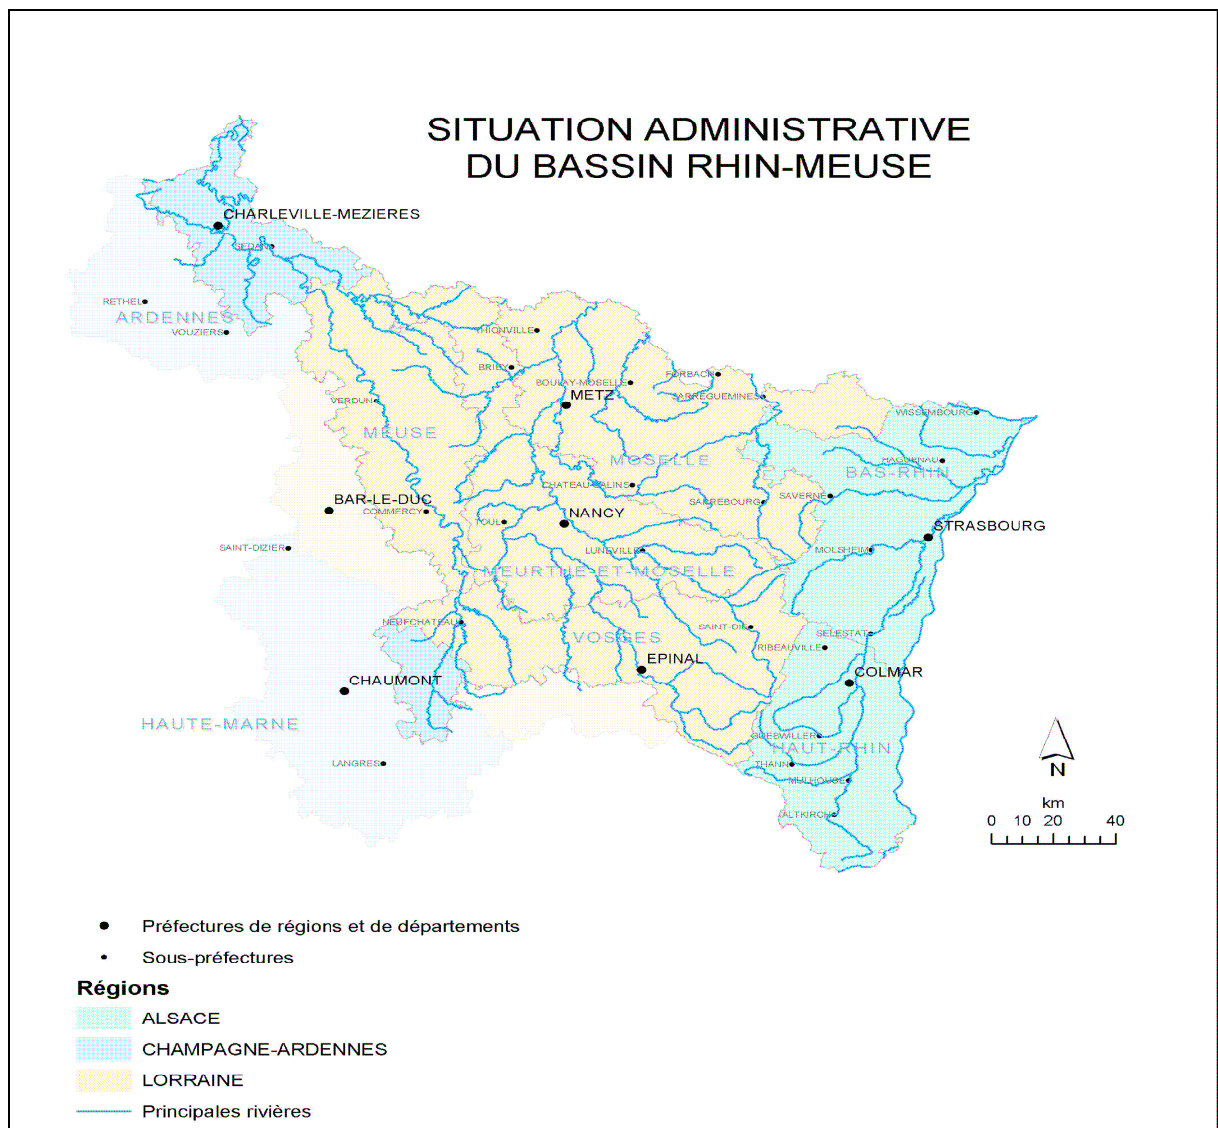 SITUATION ADMINISTRATIVE
DU BASSIN RHIN-MEUSE
CHARLEVILLE-MEZIERES
SEDAN
RETHEL
ARDENNES
VOUZIERS
THIONVILLE
BRIEY
BOULAY-MOSELLE
FORBACH
METZ
SARREGUEMINES
VERDUN
WISSEMBOURG
MEUSE
MOSELLE
HAGUENAU
BAS-RHIN
CHATEAU-SALINS
BAR-LE-DUC
SARREBOURG
SAVERNE
COMMERCY
NANCY
TOUL
STRASBOURG
SAINT-DIZIER
LUNEVILLE
MOLSHEIM
MEURTHE-ET-MOSELLE
NEUFCHATEAU
SAINT-DIE
SELESTAT
VOSGES
RIBEAUVILLE
EPINAL
COLMAR
CHAUMONT
HAUTE-MARNE
GUEBWILLER
HAUT-RHIN
LANGRES
THANN
MULHOUSE
ALTKIRCH
N
km
0 10 20 40
Préfectures de régions et de départements
Sous-préfectures
Régions
ALSACE
CHAMPAGNE-ARDENNES
LORRAINE
Principales rivières